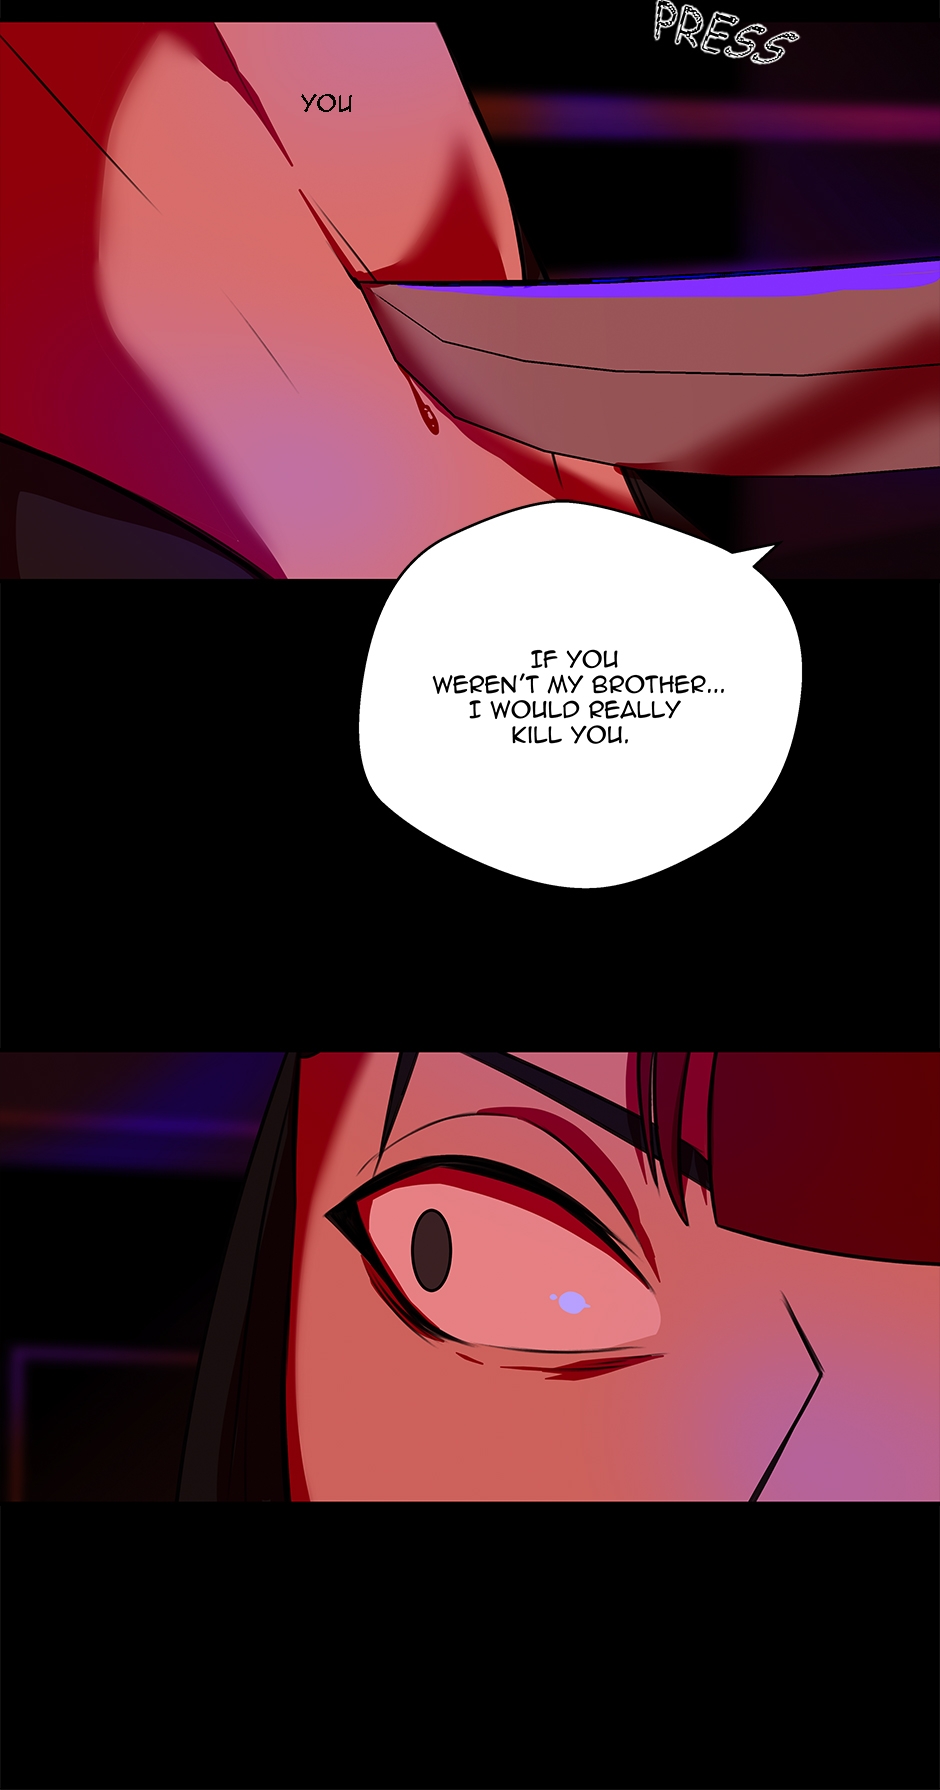 PRESS
YOU
IF YOU
WEREN'T MY BROTHER...
I WOULD REALLY
KILL YOU.